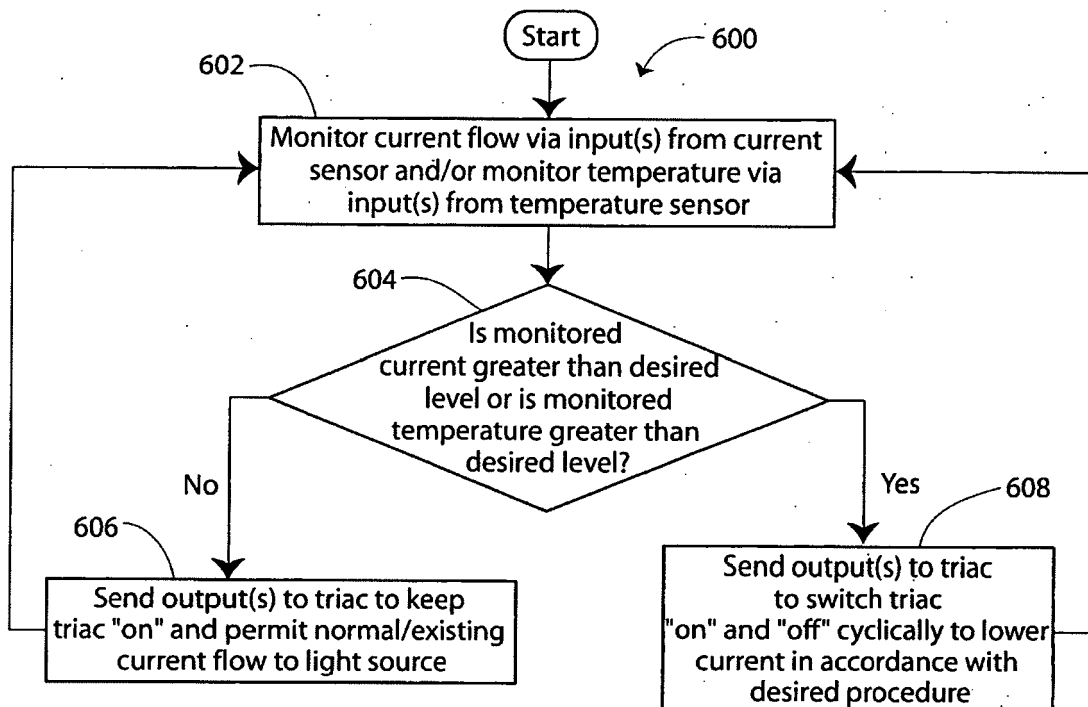 Start
600
602
Monitor current flow via input(s) from current
sensor and/or monitor temperature via
input(s) from temperature sensor
604
Is monitored
current greater than desired
level or is monitored
temperature greater than
desired level?
No
Yes
606
608
Send output(s) to triac to keep
triac "on" and permit normal/existing
current flow to light source
Send output(s) to triac
to switch triac
"on" and "off" cyclically to lower
current in accordance with
desired procedure